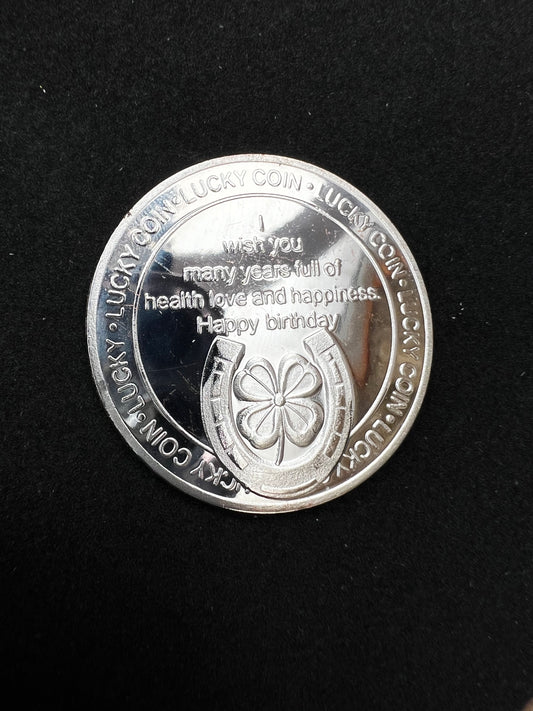 LUCKY COIN • LUCKY COIN • LUCKY COIN • LUCKY COIN • LUCKY • LUCKY COIN • LUCKY •
I
wish you
many years full of
health love and happiness.
Happy birthday